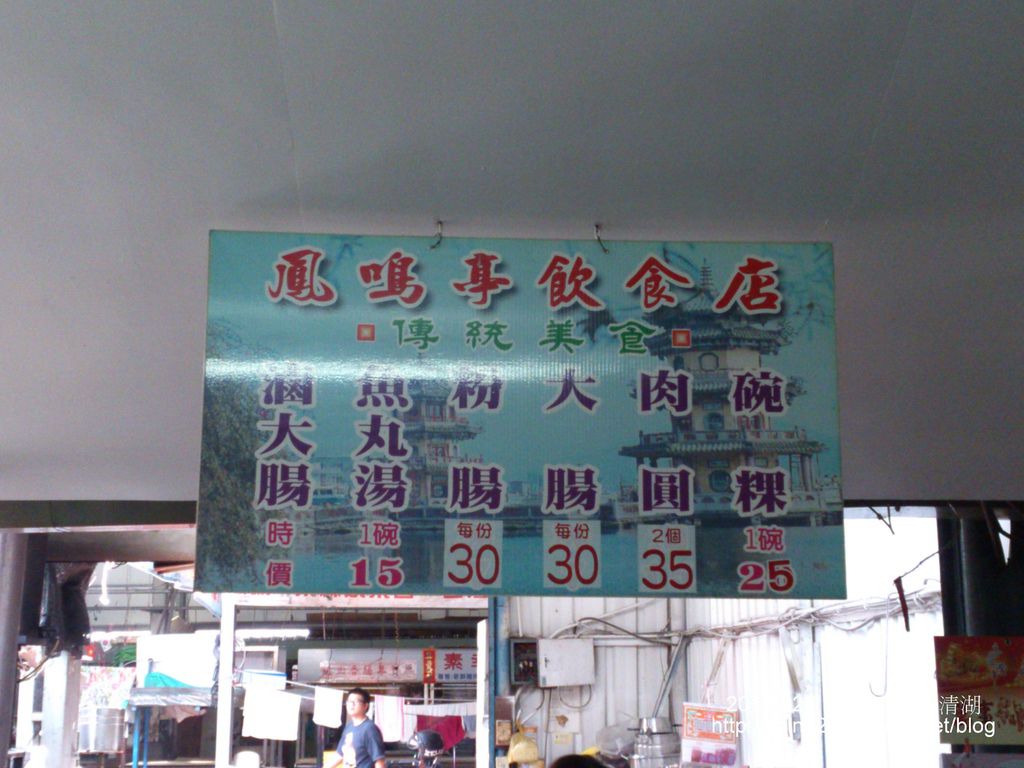 鳳鳴亭飲食店
傳統美食
滷大腸 時價
魚丸湯 1碗 15
粉腸 每份 30
大腸 每份 30
肉圓 2個 35
碗粿 1碗 25
素
清湖